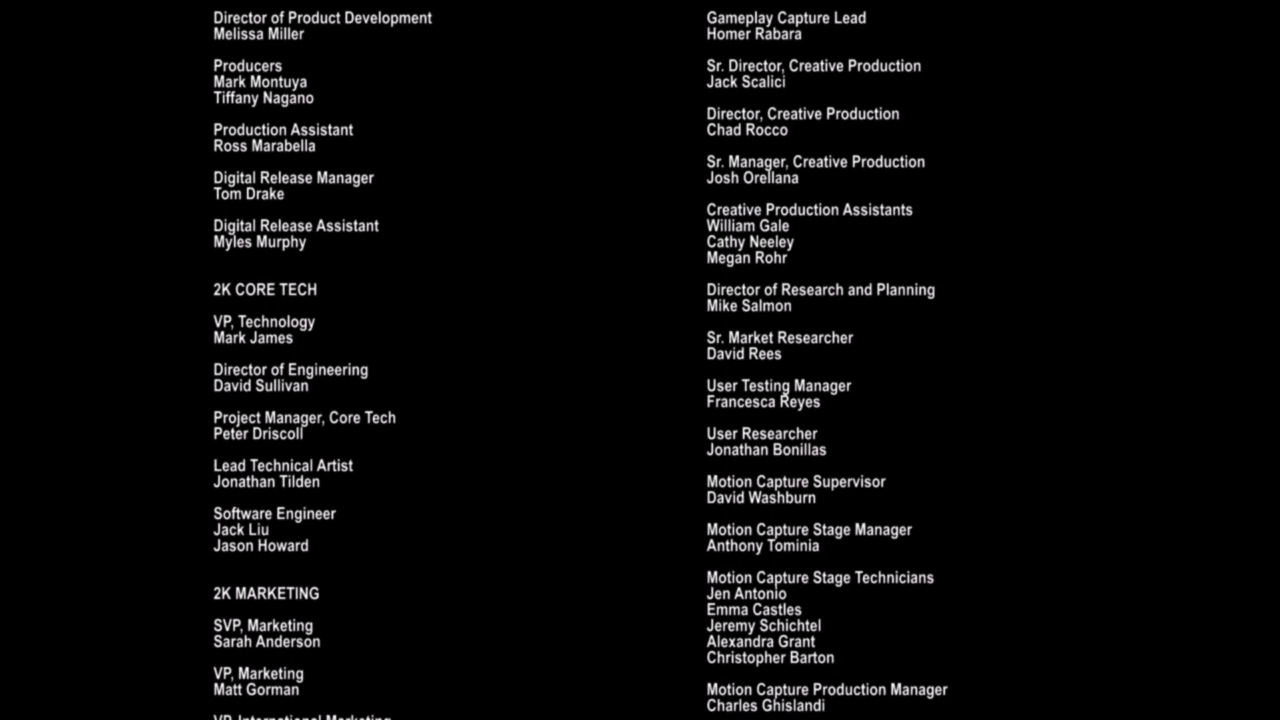 Director of Product Development
Melissa Miller
Producers
Mark Montuya
Tiffany Nagano
Production Assistant
Ross Marabella
Digital Release Manager
Tom Drake
Digital Release Assistant
Myles Murphy
2K CORE TECH
VP, Technology
Mark James
Director of Engineering
David Sullivan
Project Manager, Core Tech
Peter Driscoll
Lead Technical Artist
Jonathan Tilden
Software Engineer
Jack Liu
Jason Howard
2K MARKETING
SVP, Marketing
Sarah Anderson
VP, Marketing
Matt Gorman
VP, International Marketing
Gameplay Capture Lead
Homer Rabara
Sr. Director, Creative Production
Jack Scalici
Director, Creative Production
Chad Rocco
Sr. Manager, Creative Production
Josh Orellana
Creative Production Assistants
William Gale
Cathy Neeley
Megan Rohr
Director of Research and Planning
Mike Salmon
Sr. Market Researcher
David Rees
User Testing Manager
Francesca Reyes
User Researcher
Jonathan Bonillas
Motion Capture Supervisor
David Washburn
Motion Capture Stage Manager
Anthony Tominia
Motion Capture Stage Technicians
Jen Antonio
Emma Castles
Jeremy Schichtel
Alexandra Grant
Christopher Barton
Motion Capture Production Manager
Charles Ghislandi